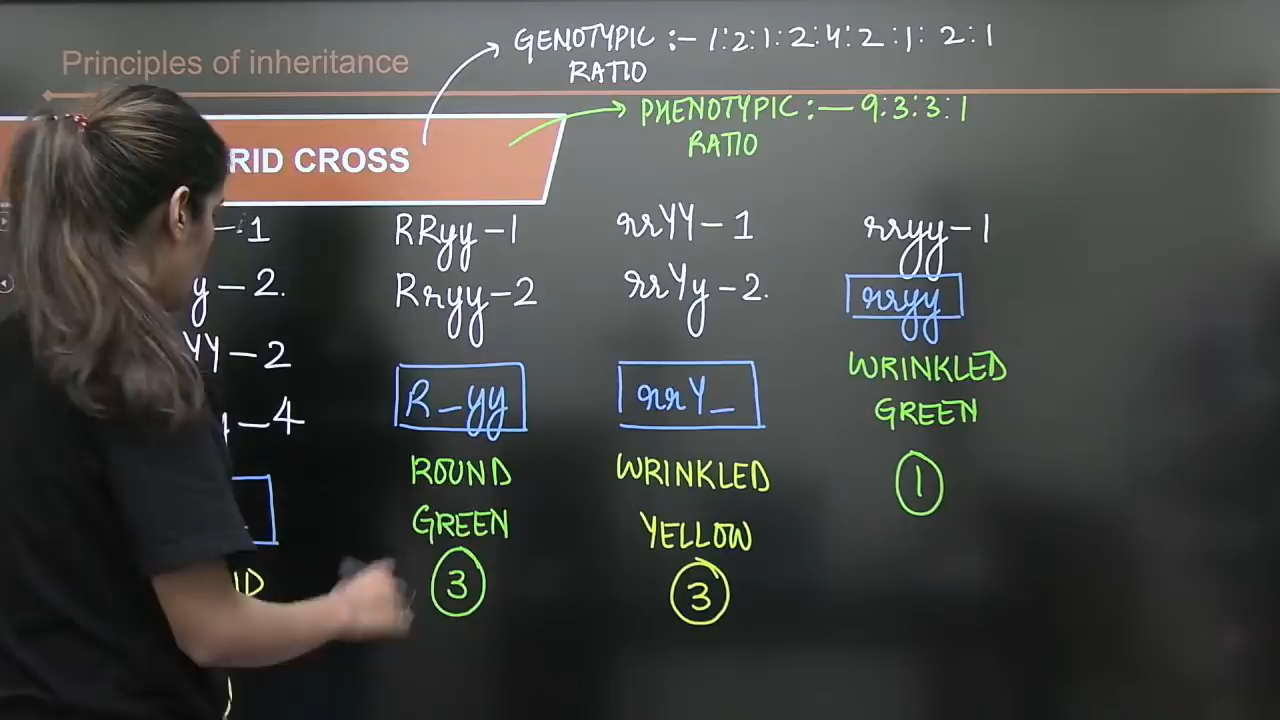 Principles of inheritance
GENOTYPIC :- 1:2:1:2:4:2:1:2:1
RATIO
PHENOTYPIC :- 9:3:3:1
RATIO
RID CROSS
-1
y-2.
YY-2
y-4
RRyy-1
Rryy-2
R_yy
ROUND
GREEN
3
rrYY-1
rrYy-2.
rrY_
WRINKLED
YELLOW
3
rryy-1
rryy
WRINKLED
GREEN
1